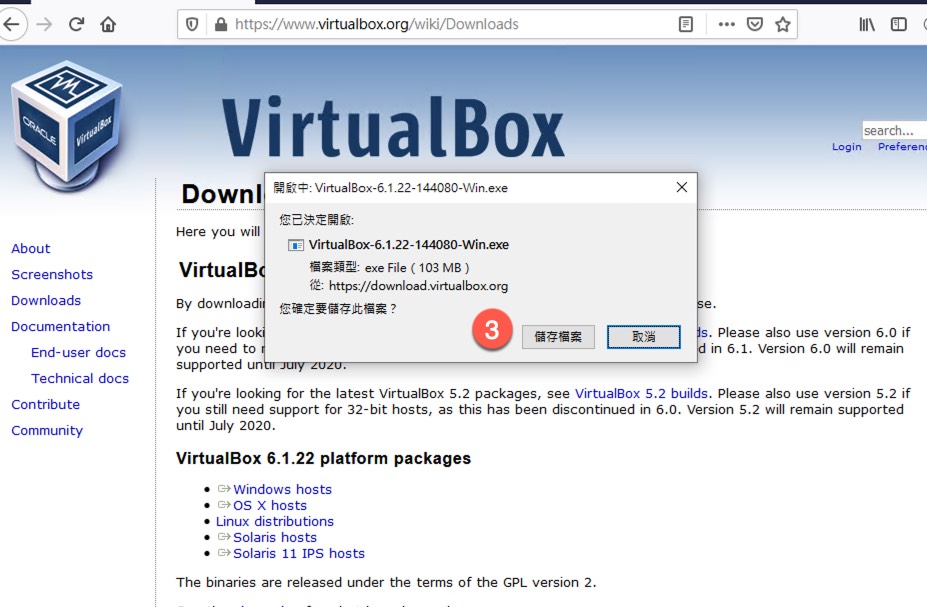 https://www.virtualbox.org/wiki/Downloads
ORACLE
VirtualBox
VirtualBox
search...
Login Preferen
開啟中: VirtualBox-6.1.22-144080-Win.exe
您已決定開啟:
VirtualBox-6.1.22-144080-Win.exe
檔案類型: exe File ( 103 MB )
從: https://download.virtualbox.org
您確定要儲存此檔案？
3
儲存檔案
取消
About
Screenshots
Downloads
Documentation
End-user docs
Technical docs
Contribute
Community
Downl
Here you will
VirtualBo
By downloadin se.
If you're looki ds. Please also use version 6.0 if
you need to r d in 6.1. Version 6.0 will remain
supported until July 2020.
If you're looking for the latest VirtualBox 5.2 packages, see VirtualBox 5.2 builds. Please also use version 5.2 if
you still need support for 32-bit hosts, as this has been discontinued in 6.0. Version 5.2 will remain supported
until July 2020.
VirtualBox 6.1.22 platform packages
Windows hosts
OS X hosts
Linux distributions
Solaris hosts
Solaris 11 IPS hosts
The binaries are released under the terms of the GPL version 2.